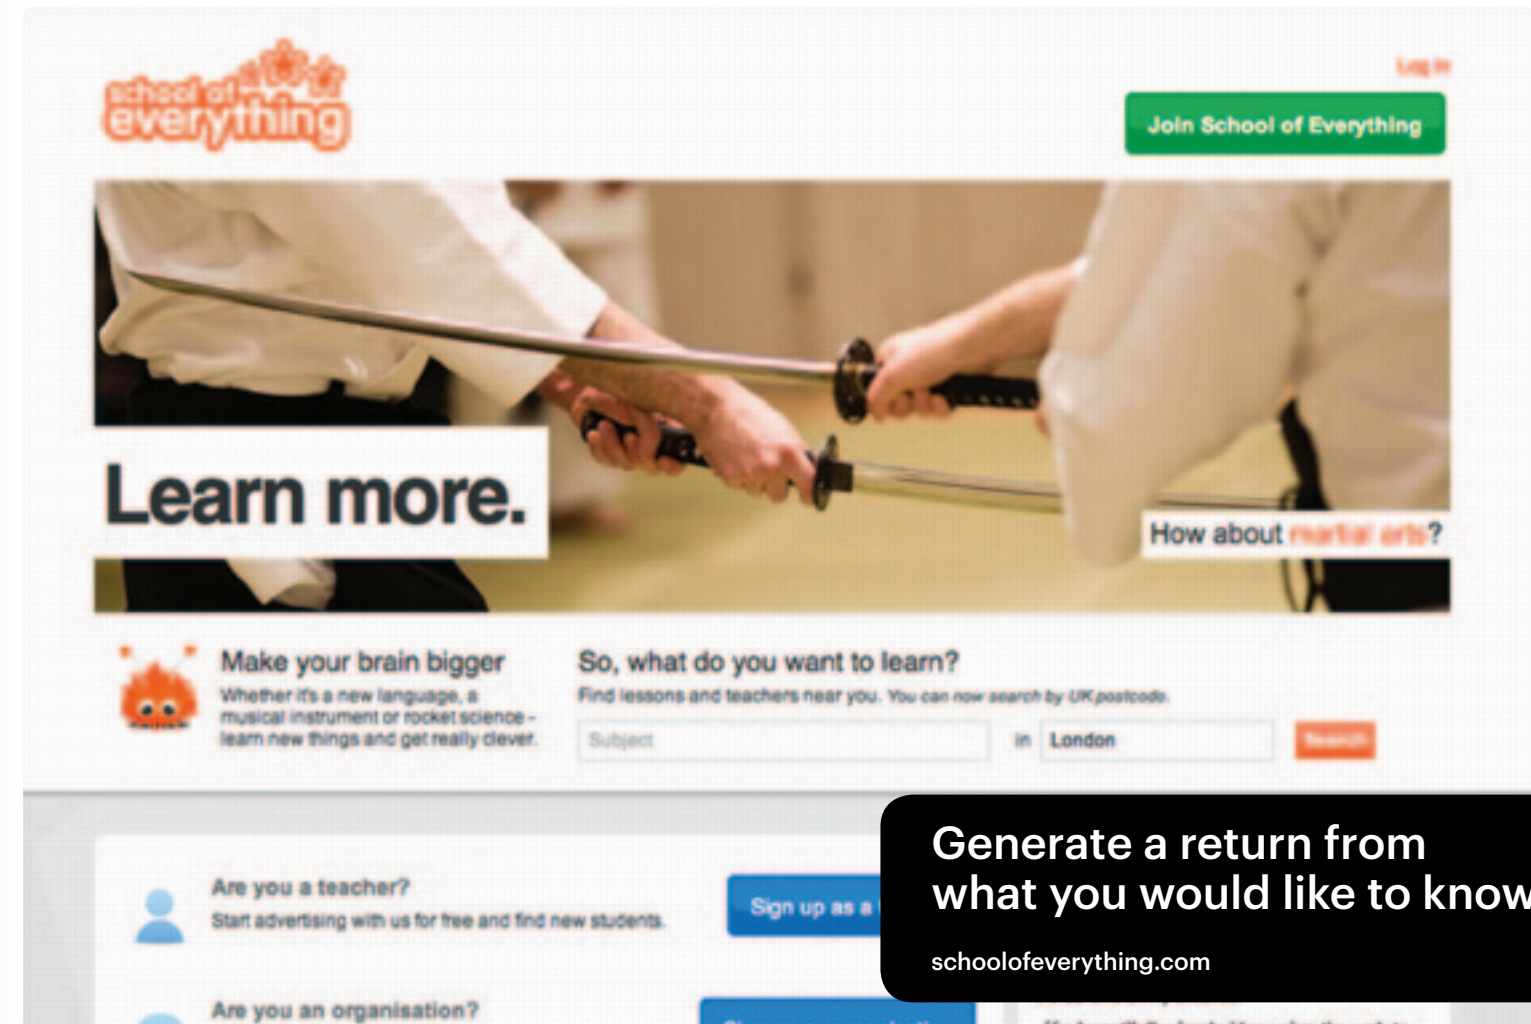 school of
everything
Log in
Join School of Everything
Learn more.
How about martial arts?
Make your brain bigger
Whether it's a new language, a
musical instrument or rocket science -
learn new things and get really clever.
So, what do you want to learn?
Find lessons and teachers near you. You can now search by UK postcode.
Subject
in
London
Search
Are you a teacher?
Start advertising with us for free and find new students.
Sign up as a
Generate a return from
what you would like to know
schoolofeverything.com
Are you an organisation?